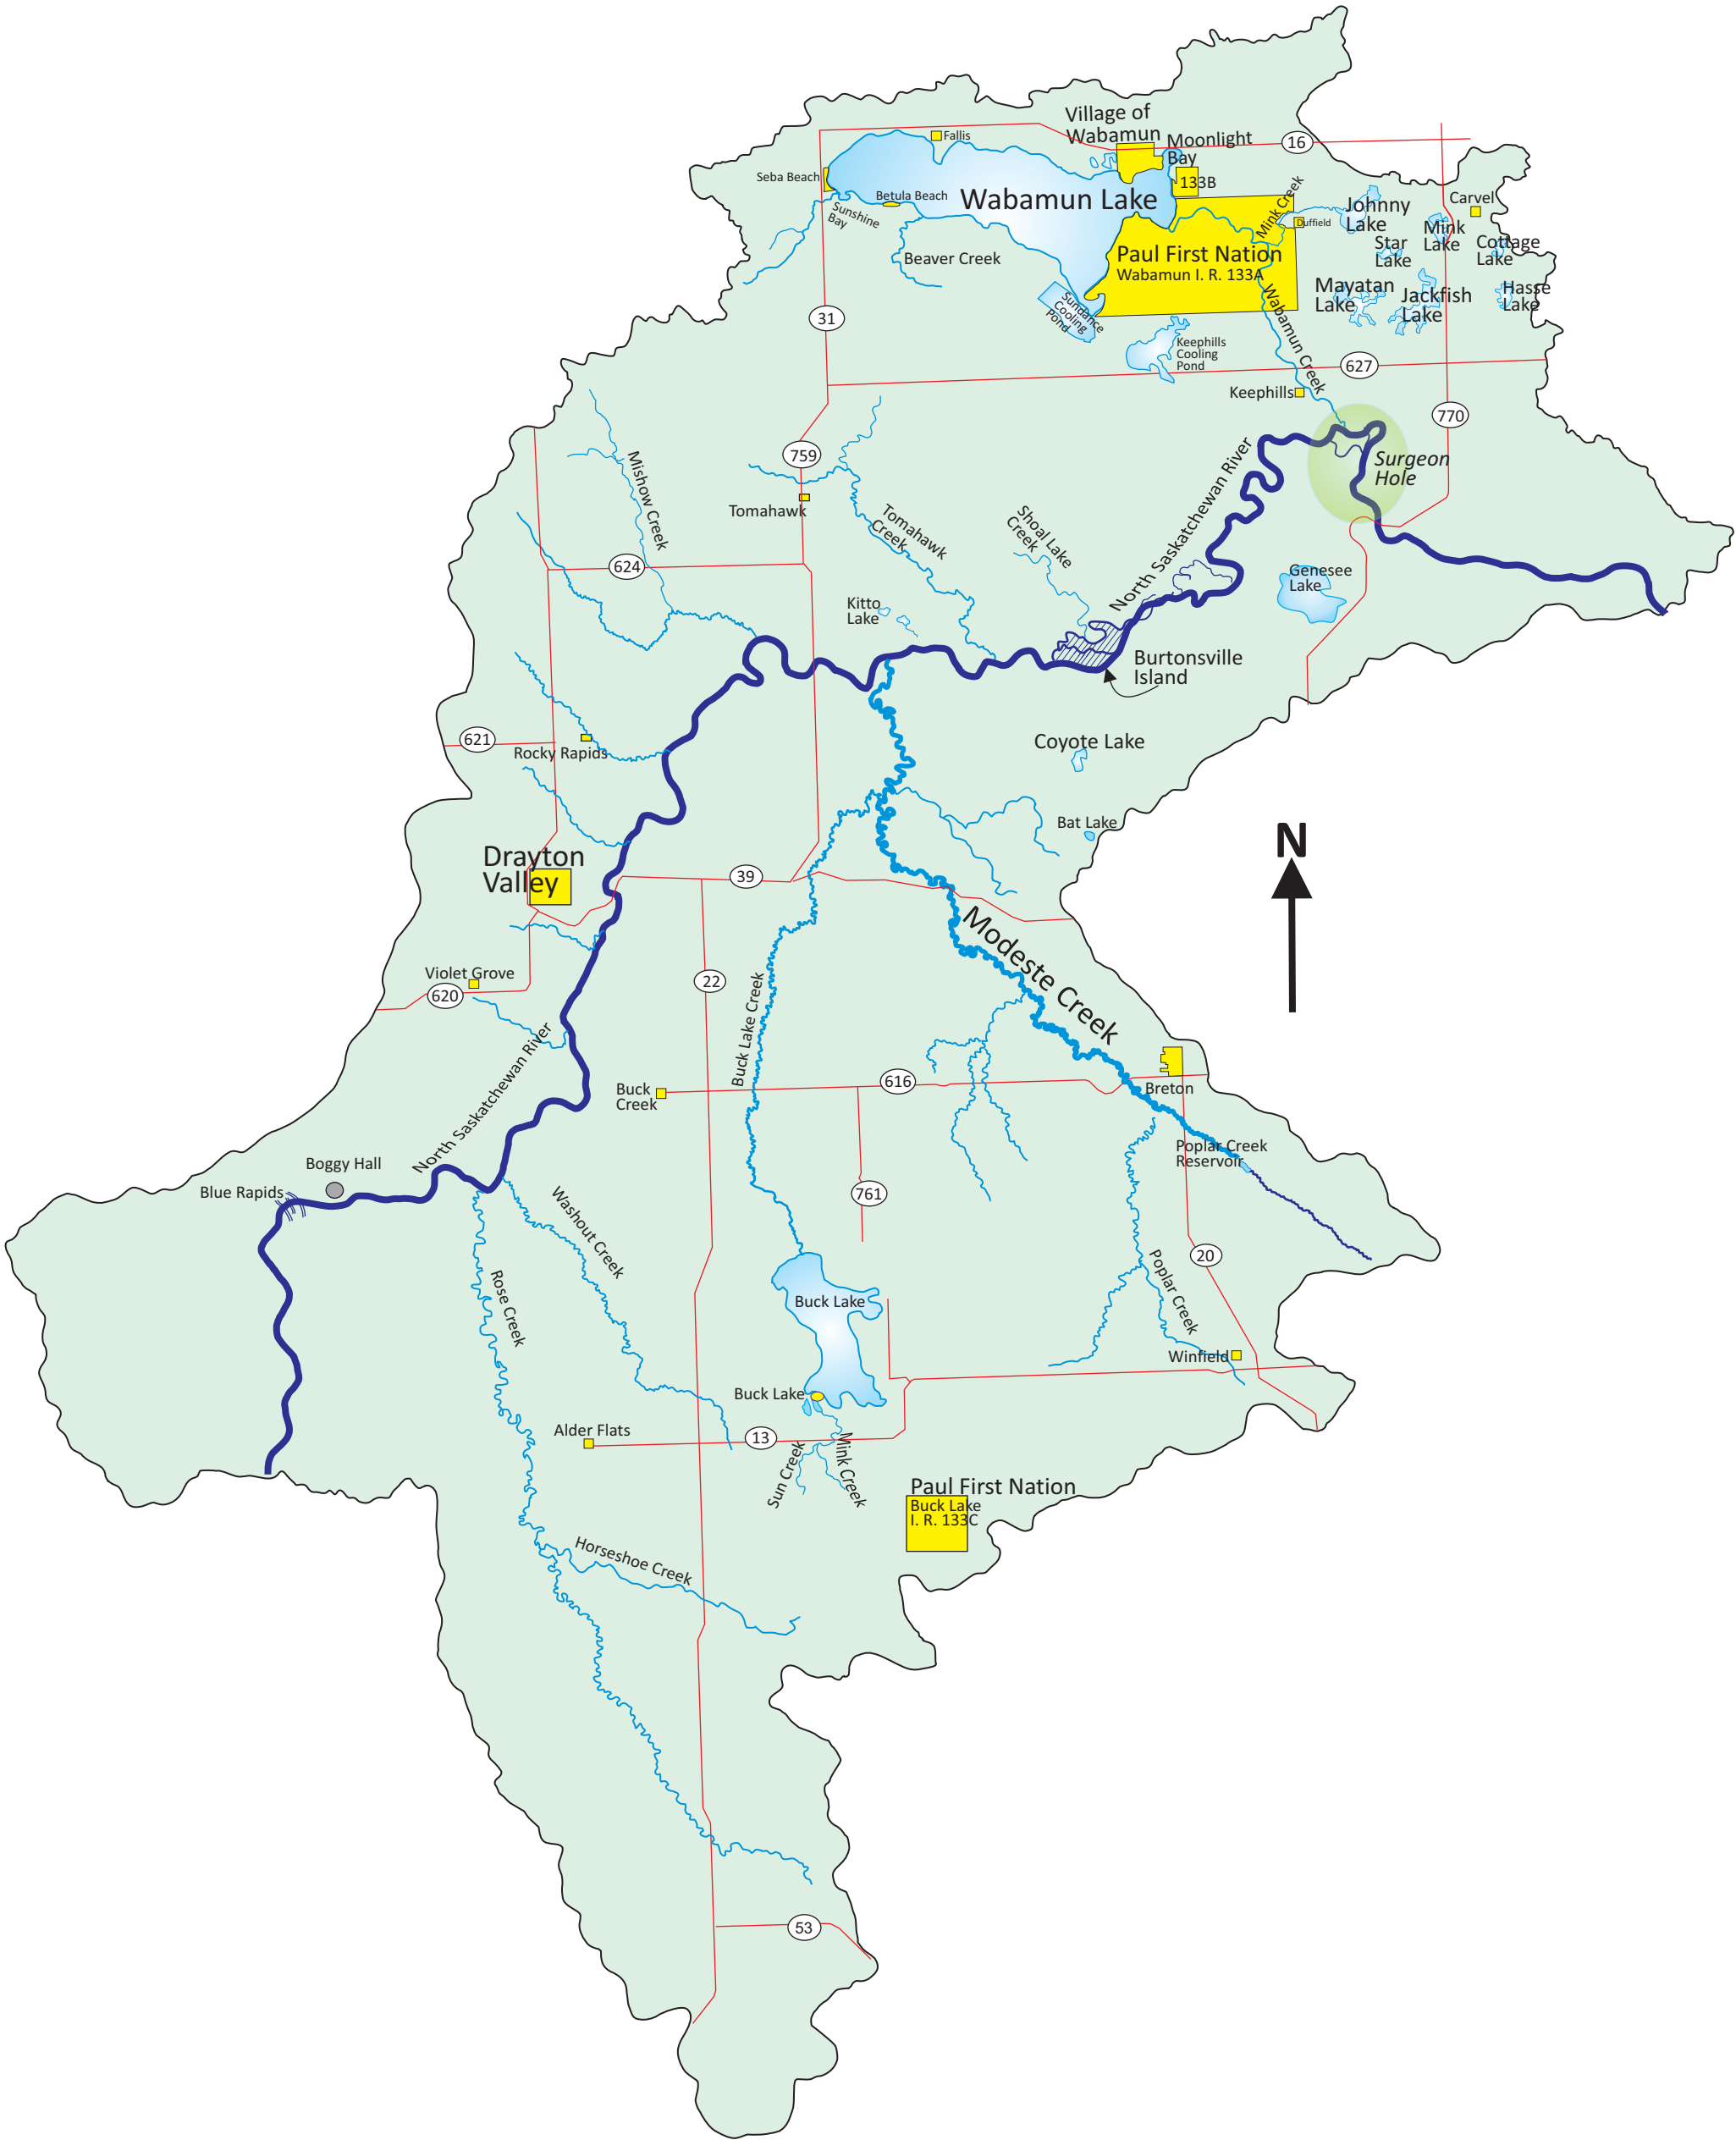 Village of
Wabamun
Moonlight
Bay
16
Fallis
Seba Beach
Betula Beach
Sunshine
Bay
Wabamun Lake
133B
Mink Creek
Duffield
Johnny
Lake
Carvel
Star
Lake
Mink
Lake
Cottage
Lake
Beaver Creek
Paul First Nation
Wabamun I. R. 133A
Mayatan
Lake
Jackfish
Lake
Hasse
Lake
Sundance
Cooling
Pond
Wabamun Creek
31
Keephills
Cooling
Pond
627
Keephills
770
759
Mishow Creek
Surgeon
Hole
Tomahawk
Tomahawk
Creek
Shoal Lake
Creek
North Saskatchewan River
624
Genesee
Lake
Kitto
Lake
Burtonsville
Island
621
Rocky Rapids
Coyote Lake
Bat Lake
N
Drayton
Valley
39
Modeste Creek
Violet Grove
620
22
Buck Lake Creek
North Saskatchewan River
616
Buck
Creek
Breton
Poplar Creek
Reservoir
Boggy Hall
Blue Rapids
761
Washout Creek
20
Rose Creek
Poplar Creek
Buck Lake
Winfield
Buck Lake
Alder Flats
13
Sun Creek
Mink Creek
Paul First Nation
Buck Lake
I. R. 133C
Horseshoe Creek
53